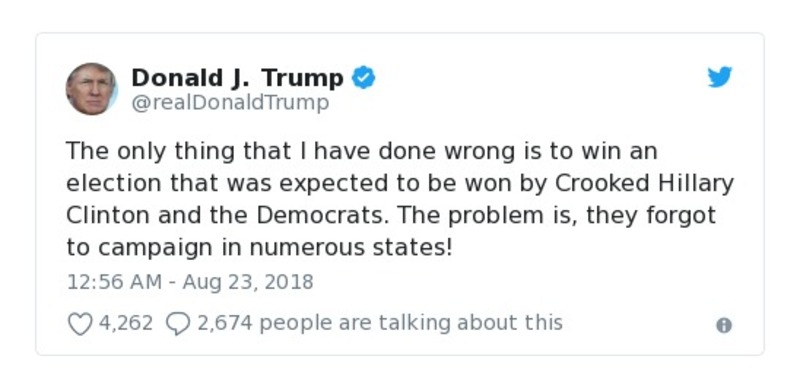 Donald J. Trump
@realDonaldTrump
The only thing that I have done wrong is to win an
election that was expected to be won by Crooked Hillary
Clinton and the Democrats. The problem is, they forgot
to campaign in numerous states!
12:56 AM - Aug 23, 2018
4,262 2,674 people are talking about this